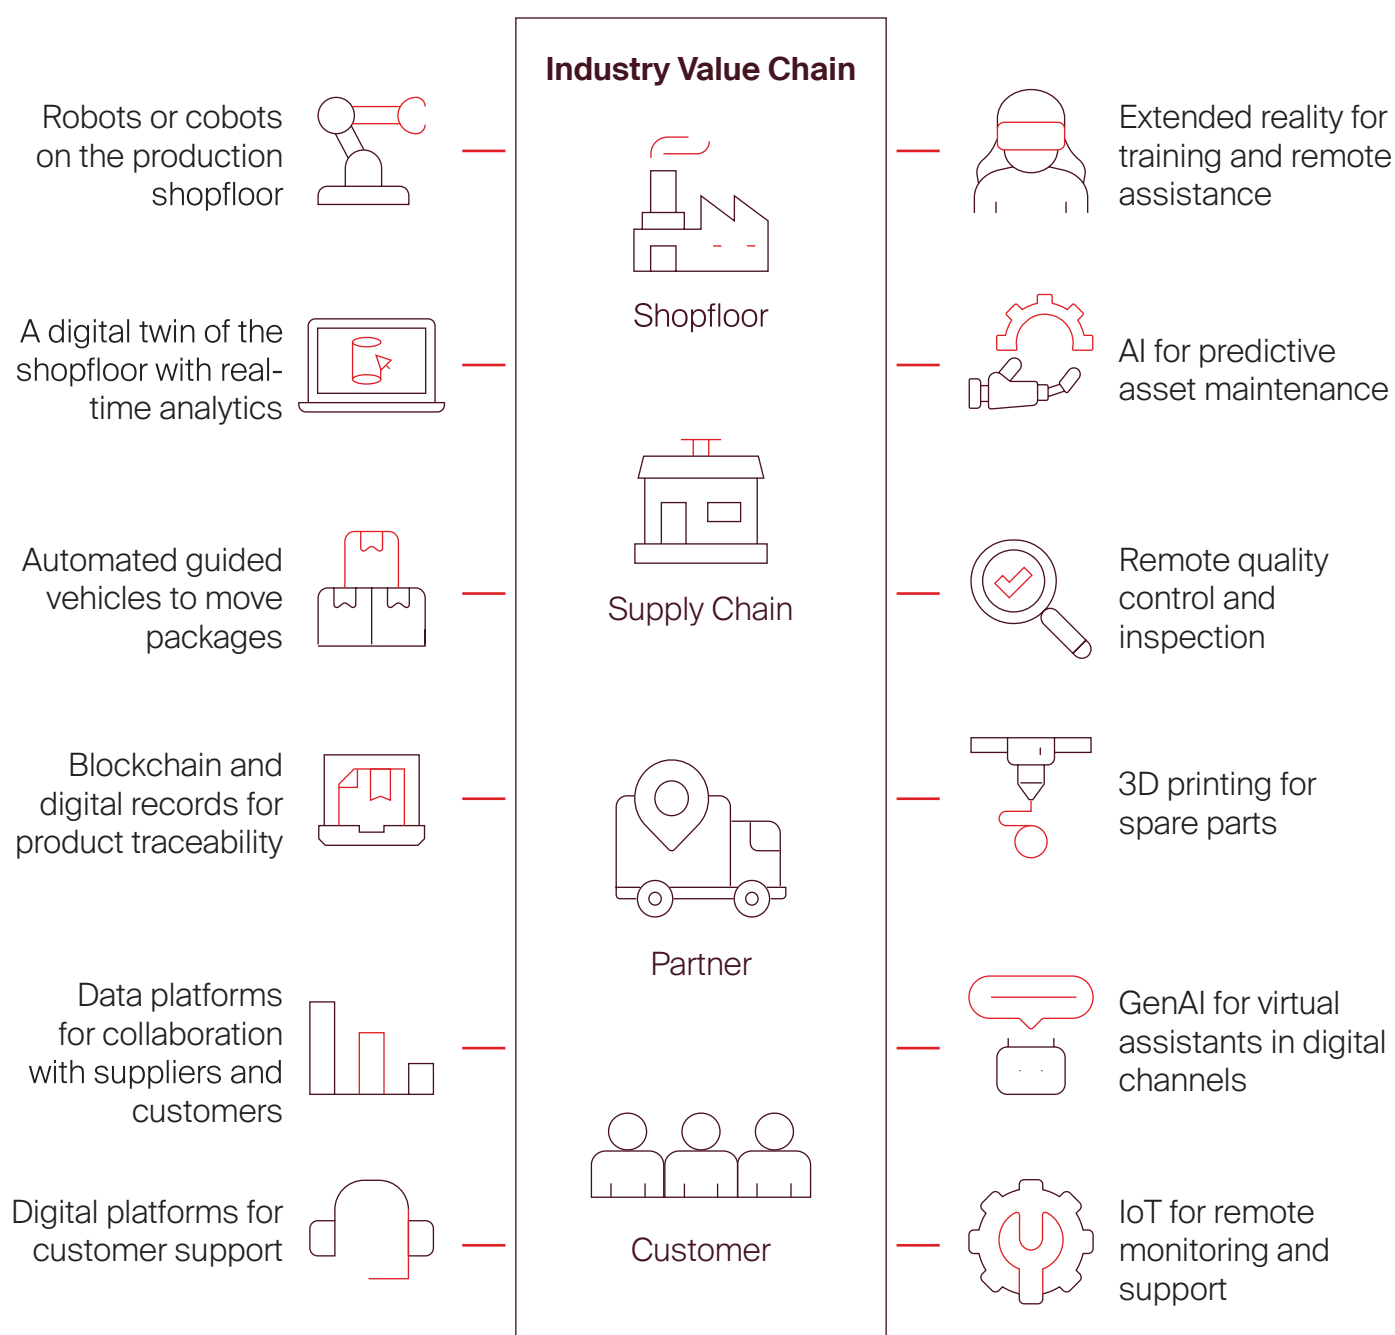 Industry Value Chain
Robots or cobots
on the production
shopfloor
A digital twin of the
shopfloor with real-
time analytics
Automated guided
vehicles to move
packages
Blockchain and
digital records for
product traceability
Data platforms
for collaboration
with suppliers and
customers
Digital platforms for
customer support
Shopfloor
Supply Chain
Partner
Customer
Extended reality for
training and remote
assistance
AI for predictive
asset maintenance
Remote quality
control and
inspection
3D printing for
spare parts
GenAI for virtual
assistants in digital
channels
IoT for remote
monitoring and
support